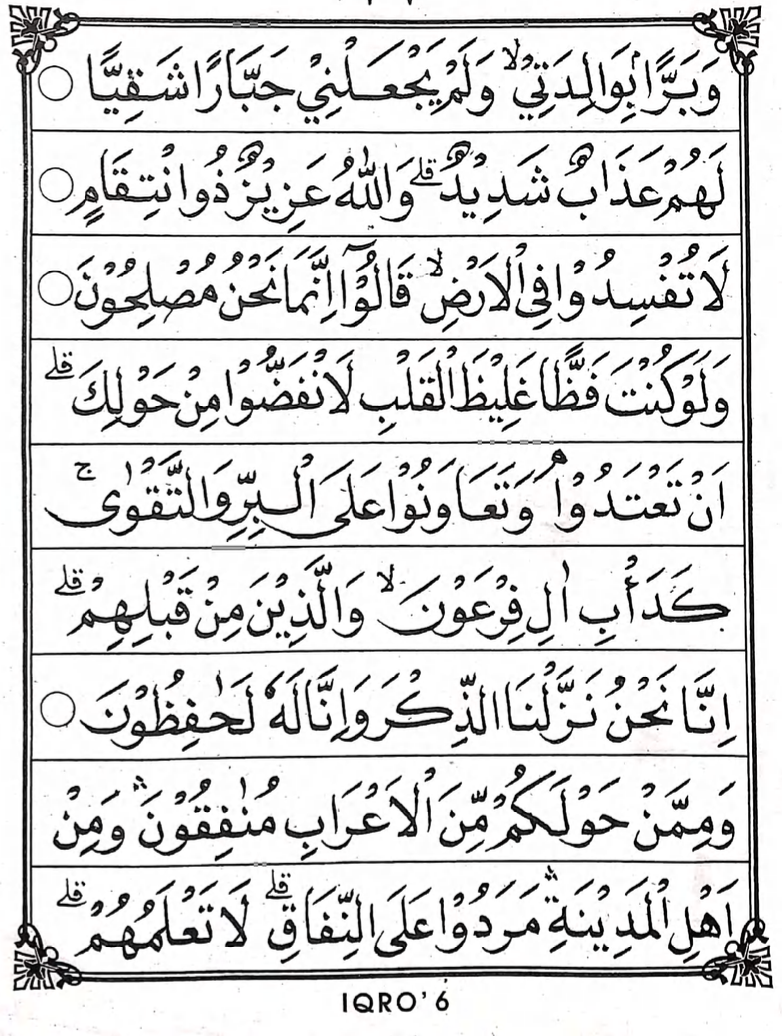 وَبَرًّا بِوَالِدَتِيْ ۙ وَلَمْ يَجْعَلْنِيْ جَبَّارًا شَقِيًّا ○
لَهُمْ عَذَابٌ شَدِيْدٌ ۗ وَاللّٰهُ عَزِيْزٌ ذُوانْتِقَامٍ ○
لَا تُفْسِدُوْا فِى الْاَرْضِ ۙ قَالُوْٓا اِنَّمَا نَحْنُ مُصْلِحُوْنَ ○
وَلَوْ كُنْتَ فَظًّا غَلِيْظَ الْقَلْبِ لَانْفَضُّوْا مِنْ حَوْلِكَ ۗ
اَنْ تَعْتَدُوْا ۘ وَتَعَاوَنُوْا عَلَى الْبِرِّ وَالتَّقْوٰى ۚ
كَدَأْبِ اٰلِ فِرْعَوْنَ ۙ وَالَّذِيْنَ مِنْ قَبْلِهِمْ ۗ
اِنَّا نَحْنُ نَزَّلْنَا الذِّكْرَ وَاِنَّا لَهٗ لَحٰفِظُوْنَ ○
وَمِمَّنْ حَوْلَكُمْ مِّنَ الْاَعْرَابِ مُنٰفِقُوْنَ ۛ وَمِنْ
اَهْلِ الْمَدِيْنَةِ ۛ مَرَدُوْا عَلَى النِّفَاقِ ۗ لَا تَعْلَمُهُمْ ۗ
IQRO' 6